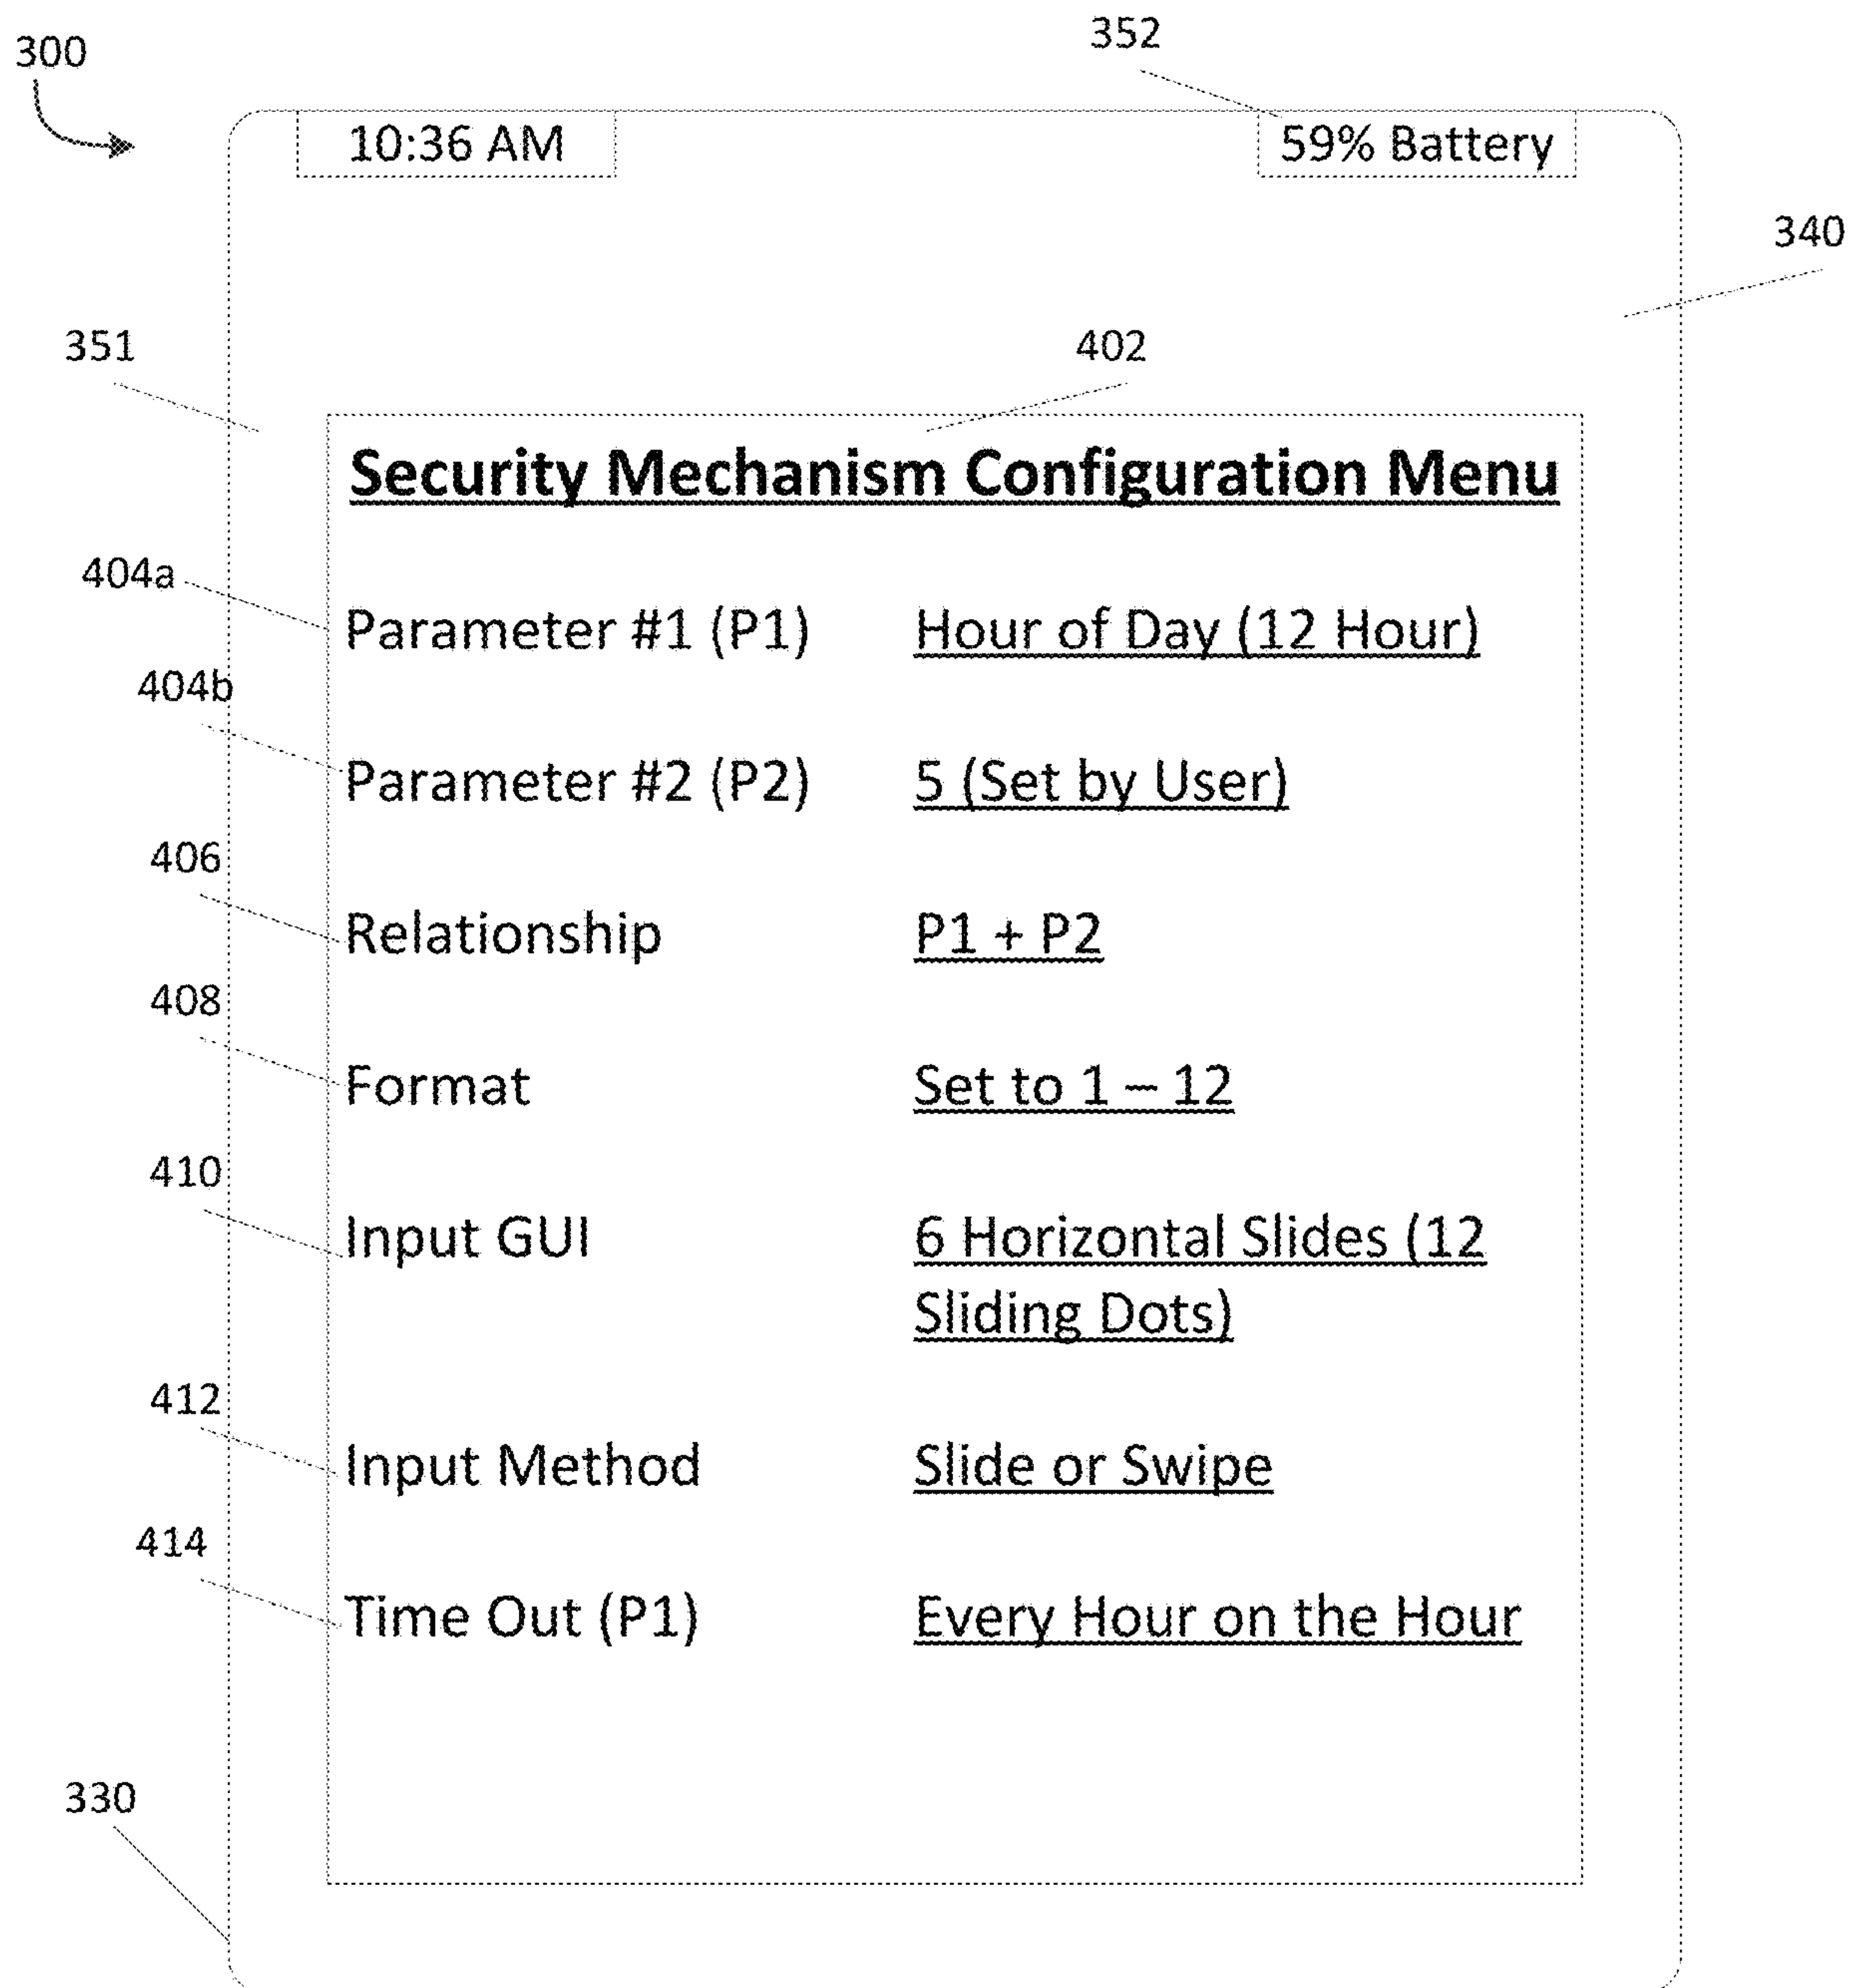 300
352
10:36 AM
59% Battery
340
351
402
Security Mechanism Configuration Menu
404a
Parameter #1 (P1) Hour of Day (12 Hour)
404b
Parameter #2 (P2) 5 (Set by User)
406
Relationship P1 + P2
408
Format Set to 1 – 12
410
Input GUI 6 Horizontal Slides (12
Sliding Dots)
412
Input Method Slide or Swipe
414
Time Out (P1) Every Hour on the Hour
330